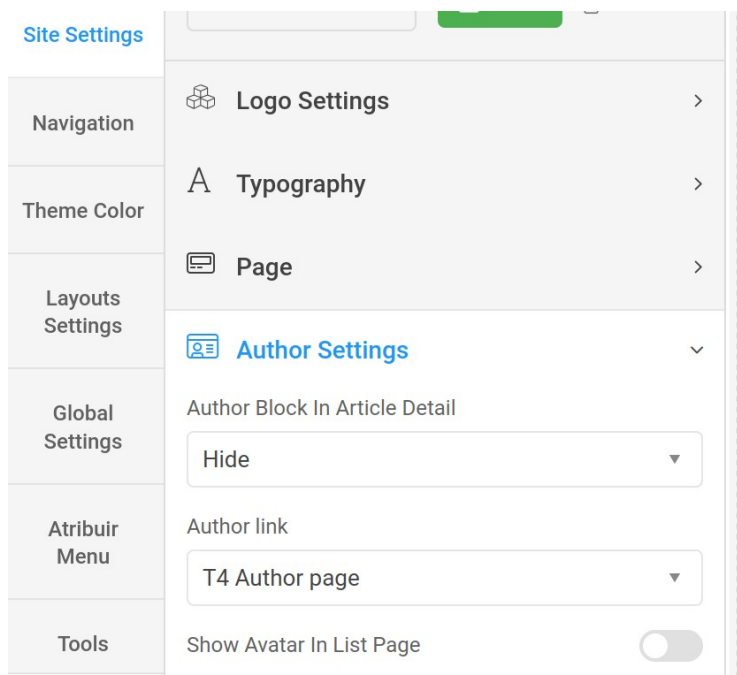 Site Settings
Navigation
Theme Color
Layouts
Settings
Global
Settings
Atribuir
Menu
Tools
Logo Settings
Typography
Page
Author Settings
Author Block In Article Detail
Hide
Author link
T4 Author page
Show Avatar In List Page